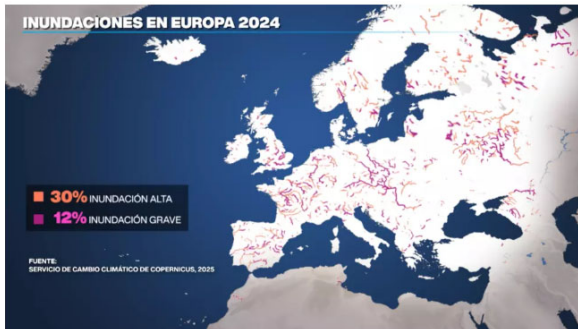 INUNDACIONES EN EUROPA 2024
30% INUNDACIÓN ALTA
12% INUNDACIÓN GRAVE
FUENTE:
SERVICIO DE CAMBIO CLIMÁTICO DE COPERNICUS, 2025